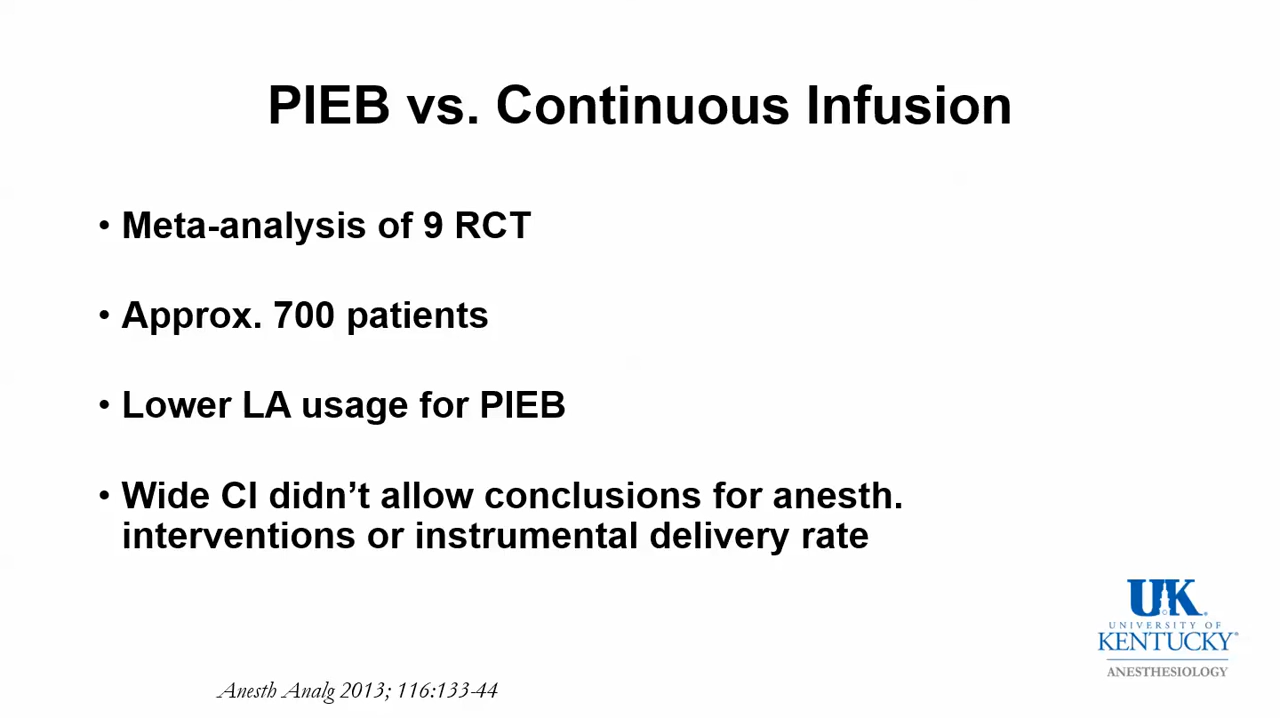 PIEB vs. Continuous Infusion
• Meta-analysis of 9 RCT
• Approx. 700 patients
• Lower LA usage for PIEB
• Wide CI didn’t allow conclusions for anesth.
interventions or instrumental delivery rate
UK
UNIVERSITY OF
KENTUCKY®
ANESTHESIOLOGY
Anesth Analg 2013; 116:133-44